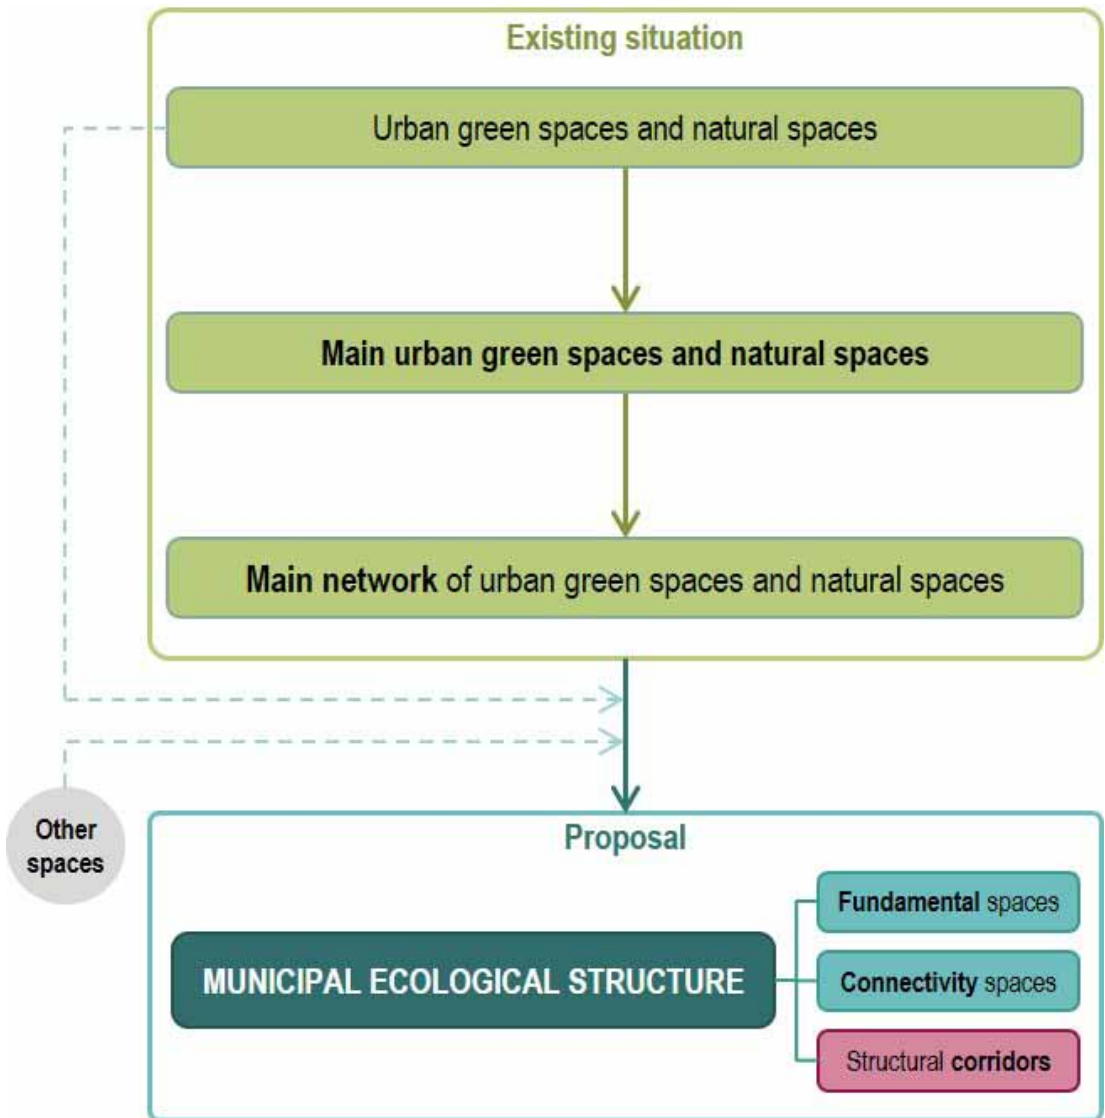 Existing situation
Urban green spaces and natural spaces
Main urban green spaces and natural spaces
Main network of urban green spaces and natural spaces
Other
spaces
Proposal
MUNICIPAL ECOLOGICAL STRUCTURE
Fundamental spaces
Connectivity spaces
Structural corridors